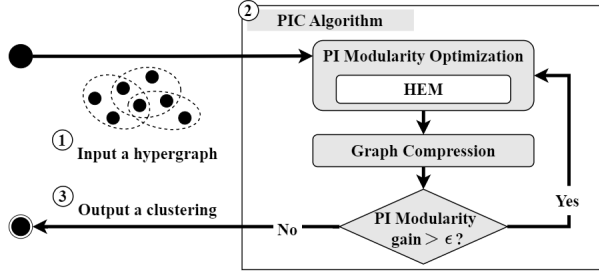 ② PIC Algorithm
PI Modularity Optimization
HEM
① Input a hypergraph
Graph Compression
③ Output a clustering
PI Modularity
gain > ϵ ?
Yes
No